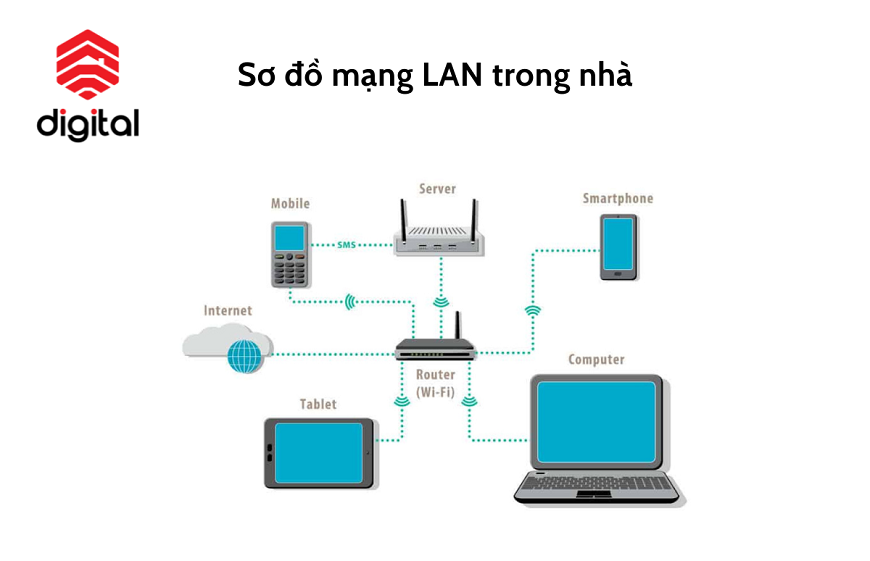 digital
Sơ đồ mạng LAN trong nhà
Server
Smartphone
Mobile
SMS
Internet
Computer
Router
(Wi-Fi)
Tablet